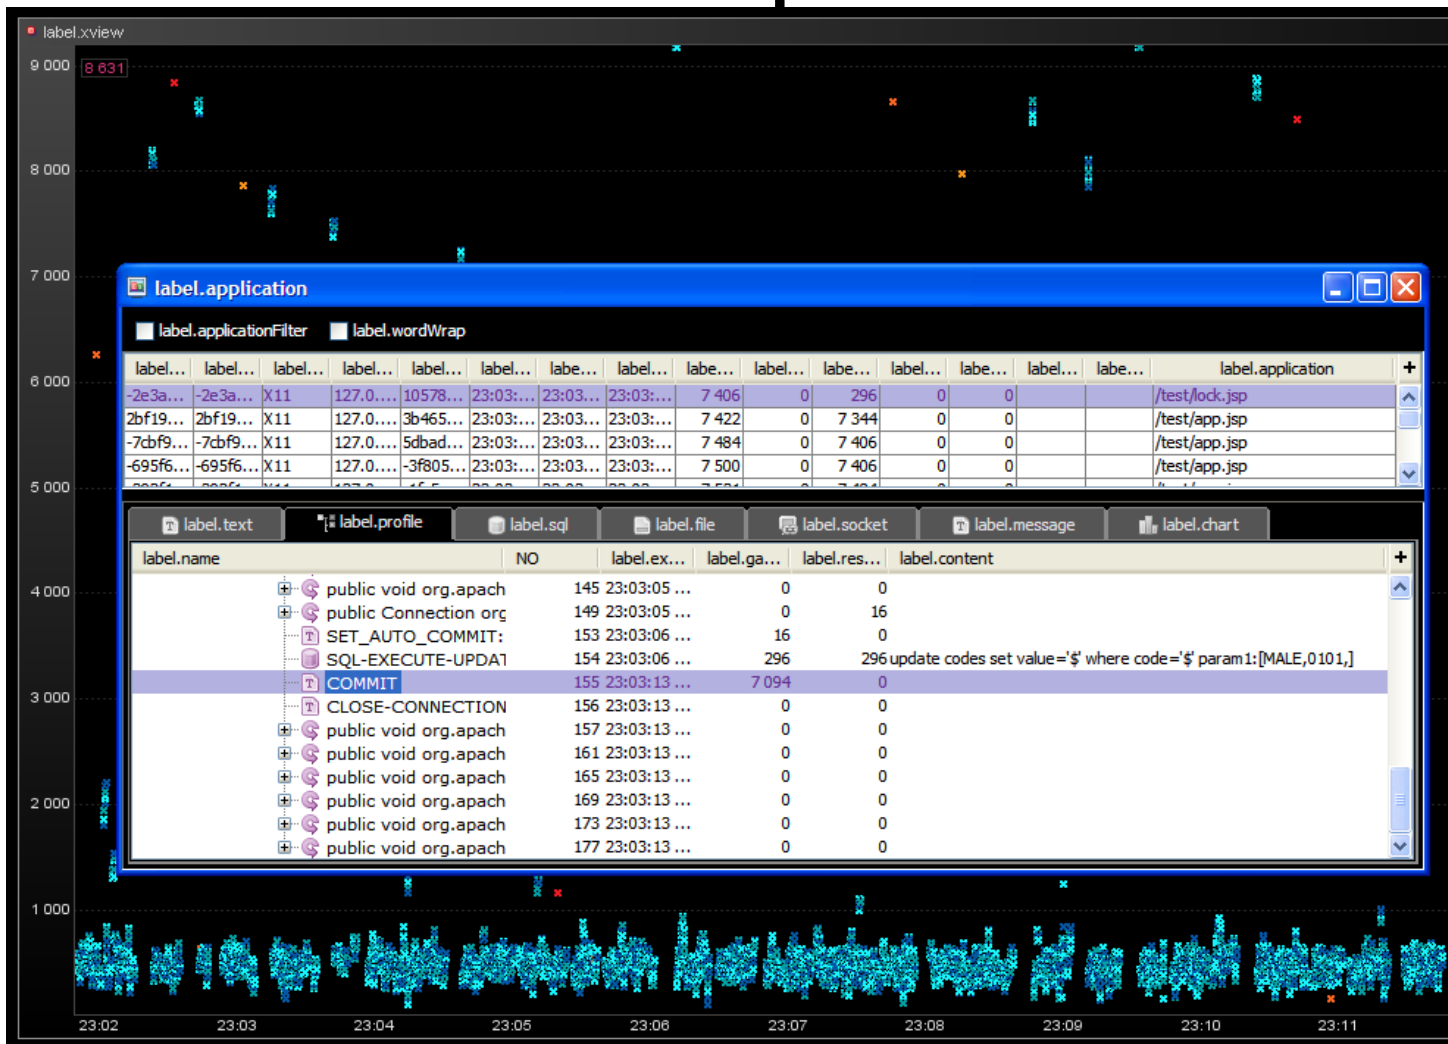 label.xview
9 000
8 631
8 000
7 000
label.application
label.applicationFilter label.wordWrap
label... label... label... label... label... label... labe... label... labe... label... labe... label... labe... label... labe... label.application +
6 000
-2e3a... -2e3a... X11 127.0.... 10578... 23:03:... 23:03... 23:03:... 7 406 0 296 0 0 /test/lock.jsp
2bf19... 2bf19... X11 127.0.... 3b465... 23:03:... 23:03... 23:03:... 7 422 0 7 344 0 0 /test/app.jsp
-7cbf9... -7cbf9... X11 127.0.... 5dbad... 23:03:... 23:03... 23:03:... 7 484 0 7 406 0 0 /test/app.jsp
-695f6... -695f6... X11 127.0.... -3f805... 23:03:... 23:03... 23:03:... 7 500 0 7 406 0 0 /test/app.jsp
5 000
label.text label.profile label.sql label.file label.socket label.message label.chart
label.name NO label.ex... label.ga... label.res... label.content +
4 000
public void org.apach 145 23:03:05 ... 0 0
public Connection org 149 23:03:05 ... 0 16
SET_AUTO_COMMIT: 153 23:03:06 ... 16 0
SQL-EXECUTE-UPDAT 154 23:03:06 ... 296 296 update codes set value='$' where code='$' param1:[MALE,0101,]
COMMIT 155 23:03:13 ... 7 094 0
3 000
CLOSE-CONNECTION 156 23:03:13 ... 0 0
public void org.apach 157 23:03:13 ... 0 0
public void org.apach 161 23:03:13 ... 0 0
public void org.apach 165 23:03:13 ... 0 0
2 000
public void org.apach 169 23:03:13 ... 0 0
public void org.apach 173 23:03:13 ... 0 0
public void org.apach 177 23:03:13 ... 0 0
1 000
23:02 23:03 23:04 23:05 23:06 23:07 23:08 23:09 23:10 23:11